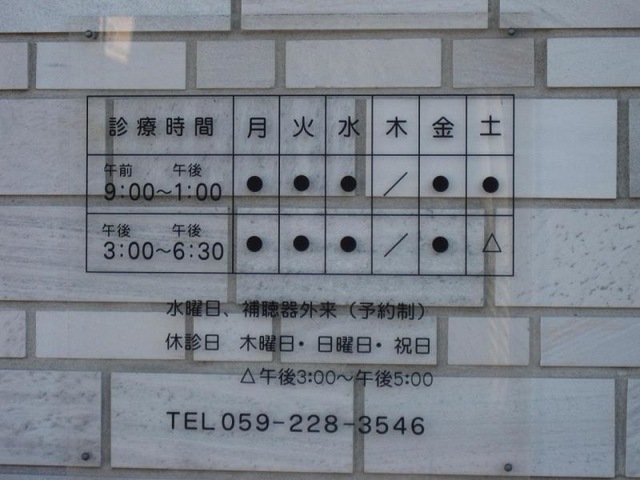 診療時間 月 火 水 木 金 土
午前 午後
9:00～1:00 ● ● ● ／ ● ●
午後 午後
3:00～6:30 ● ● ● ／ ● △
水曜日、補聴器外来（予約制）
休診日 木曜日・日曜日・祝日
△午後3:00～午後5:00
TEL059-228-3546